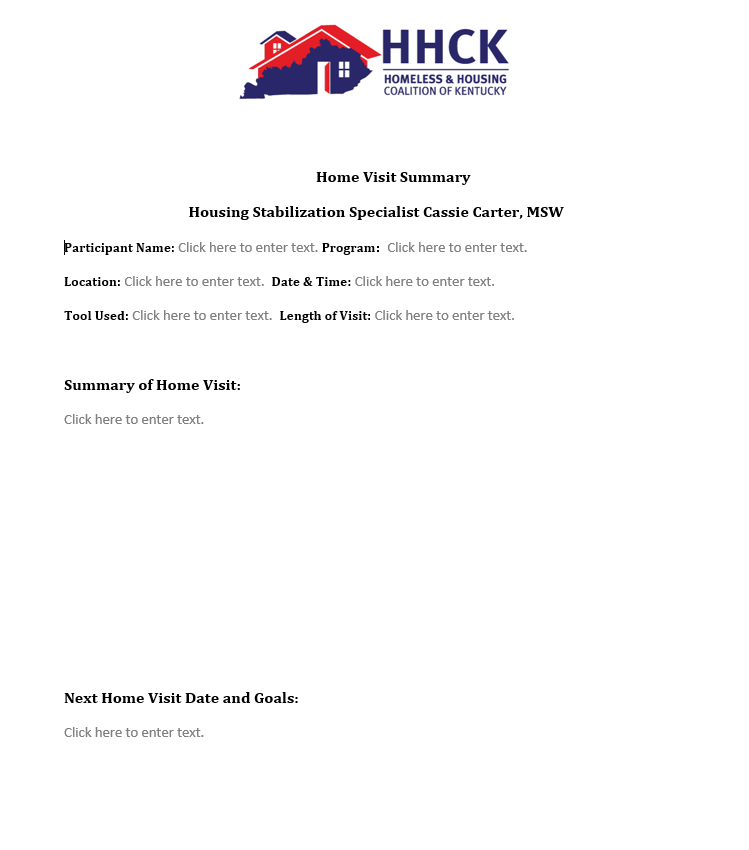 HHCK
HOMELESS & HOUSING
COALITION OF KENTUCKY
Home Visit Summary
Housing Stabilization Specialist Cassie Carter, MSW
Participant Name: Click here to enter text. Program: Click here to enter text.
Location: Click here to enter text. Date & Time: Click here to enter text.
Tool Used: Click here to enter text. Length of Visit: Click here to enter text.
Summary of Home Visit:
Click here to enter text.
Next Home Visit Date and Goals:
Click here to enter text.